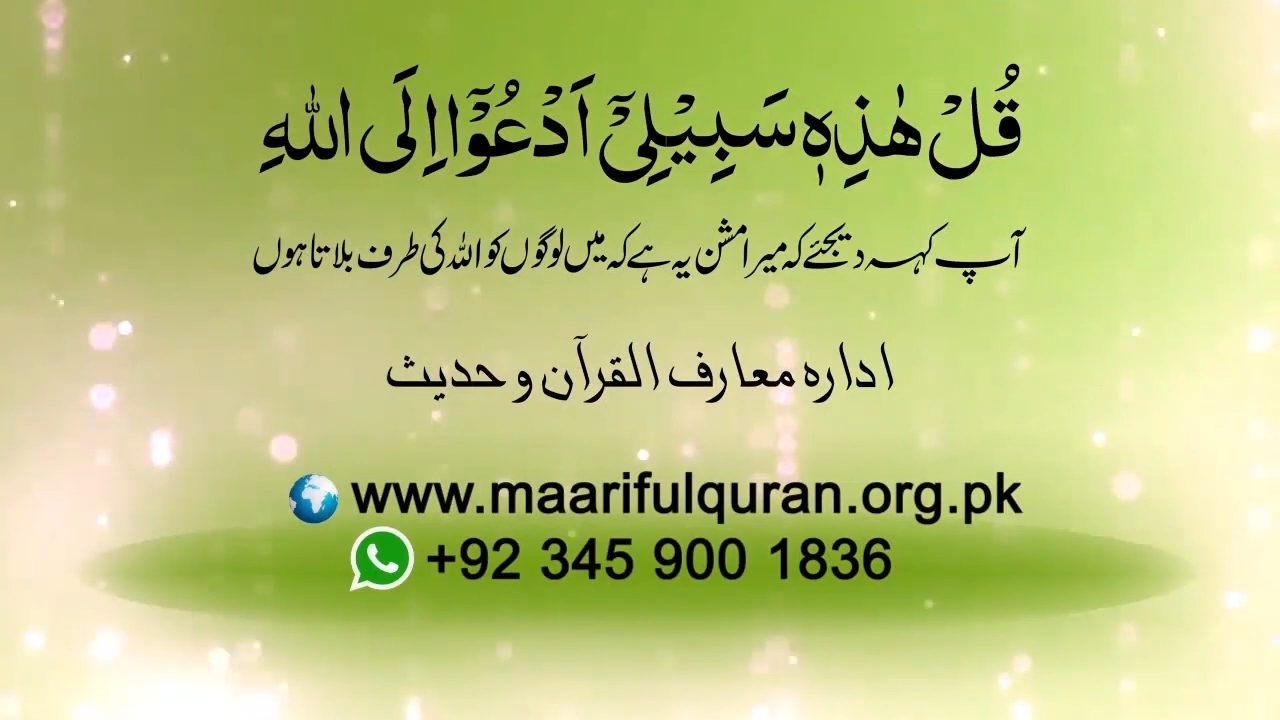 قُلْ هٰذِهٖ سَبِيْلِىْٓ اَدْعُوْٓا اِلَى اللّٰهِ
آپ کہہ دیجئے کہ میرا مشن یہ ہے کہ میں لوگوں کو اللہ کی طرف بلاتا ہوں
ادارہ معارف القرآن و حدیث
www.maarifulquran.org.pk
+92 345 900 1836